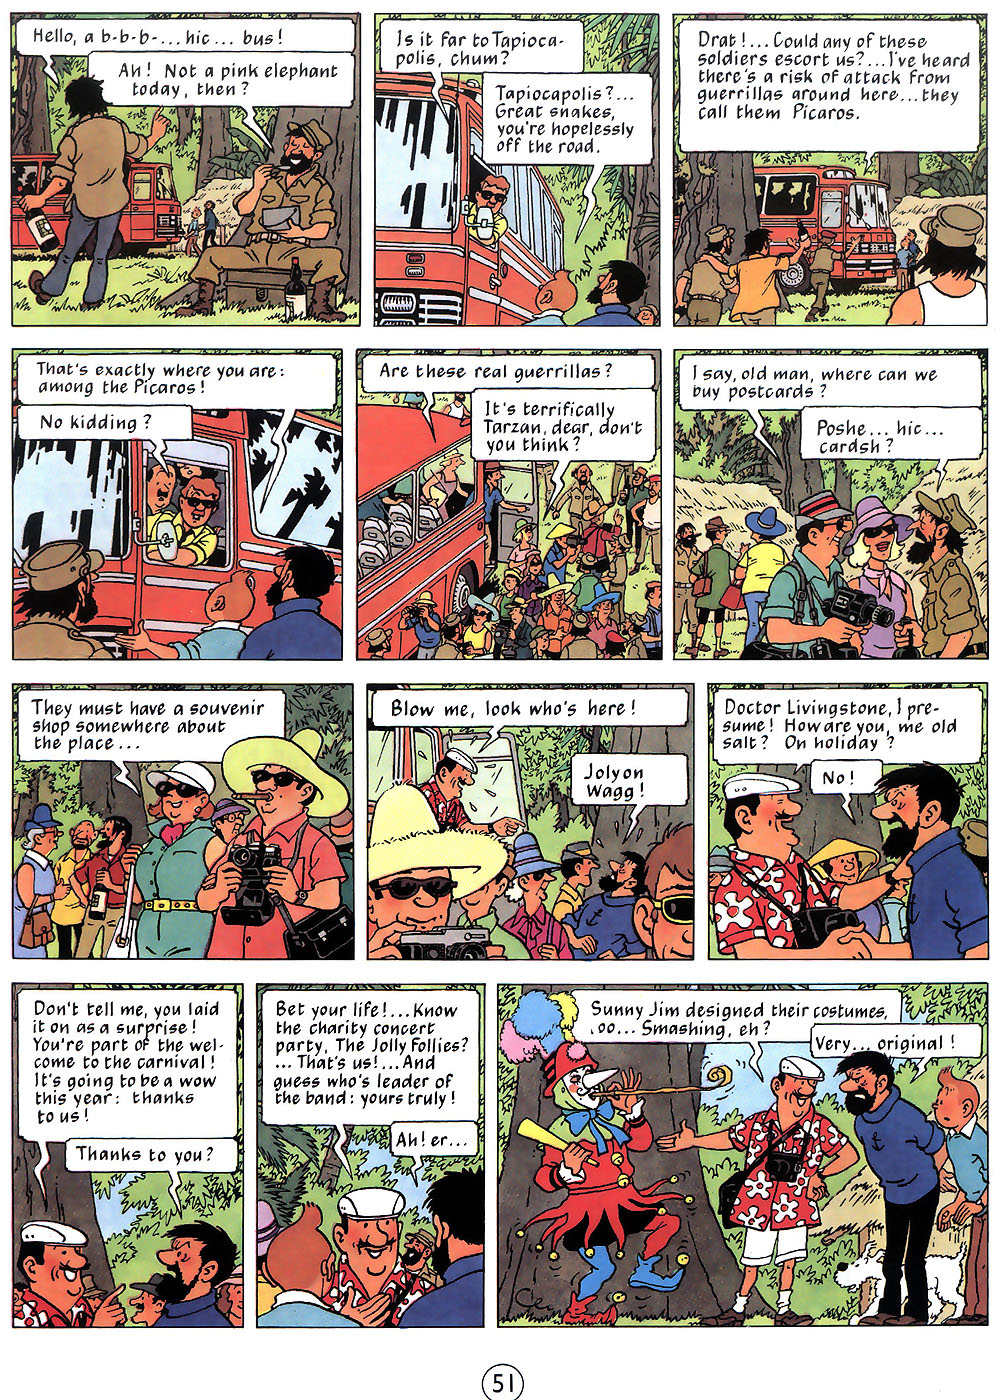 Hello, a b-b-b-... hic... bus!
Ah! Not a pink elephant
today, then?
Is it far to Tapioca-
polis, chum?
Tapiocapolis?...
Great snakes,
you're hopelessly
off the road.
Drat!... Could any of these
soldiers escort us?... I've heard
there's a risk of attack from
guerrillas around here... they
call them Picaros.
That's exactly where you are:
among the Picaros!
No kidding?
Are these real guerrillas?
It's terrifically
Tarzan, dear, don't
you think?
I say, old man, where can we
buy postcards?
Poshe... hic...
cardsh?
They must have a souvenir
shop somewhere about
the place...
Blow me, look who's here!
Jolyon
Wagg!
Doctor Livingstone, I pre-
sume! How are you, me old
salt? On holiday?
No!
Don't tell me, you laid
it on as a surprise!
You're part of the wel-
come to the carnival!
It's going to be a wow
this year: thanks
to us!
Thanks to you?
Bet your life!... Know
the charity concert
party, The Jolly Follies?
... That's us!... And
guess who's leader of
the band: yours truly!
Ah! er...
Sunny Jim designed their costumes,
.oo... Smashing, eh?
Very... original!
51